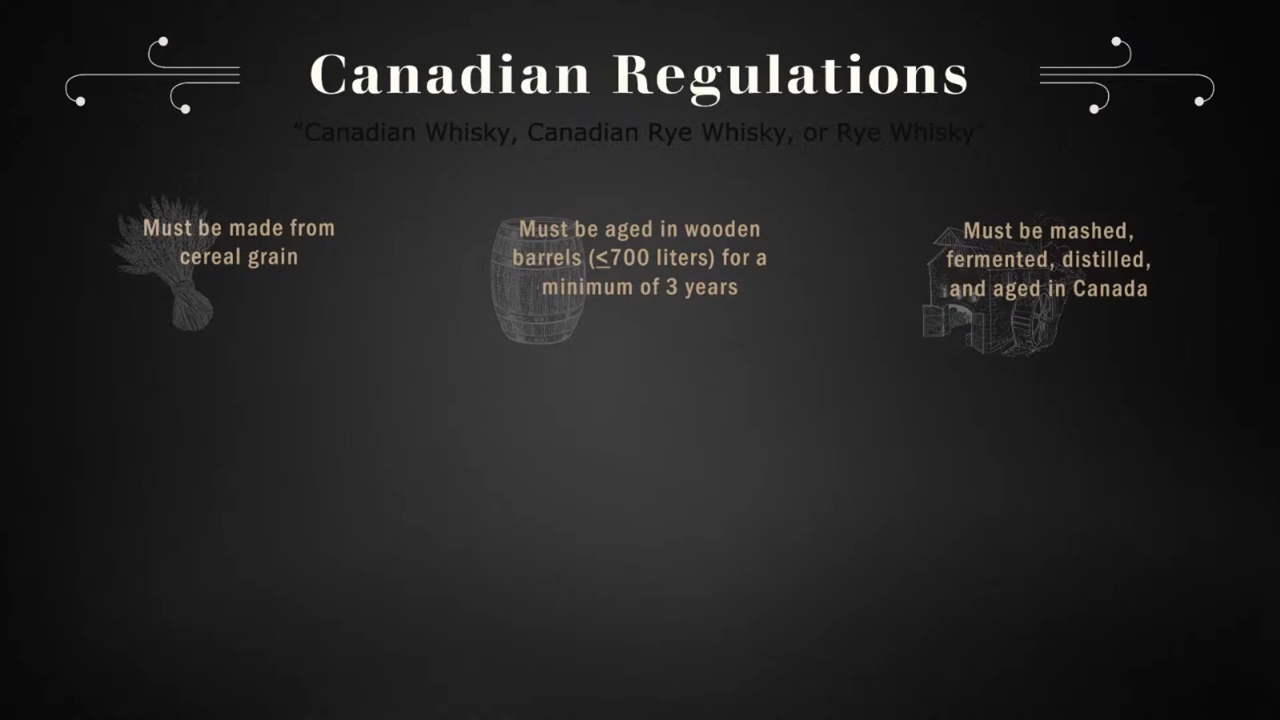 Canadian Regulations
"Canadian Whisky, Canadian Rye Whisky, or Rye Whisky"
Must be made from
cereal grain
Must be aged in wooden
barrels (≤700 liters) for a
minimum of 3 years
Must be mashed,
fermented, distilled,
and aged in Canada